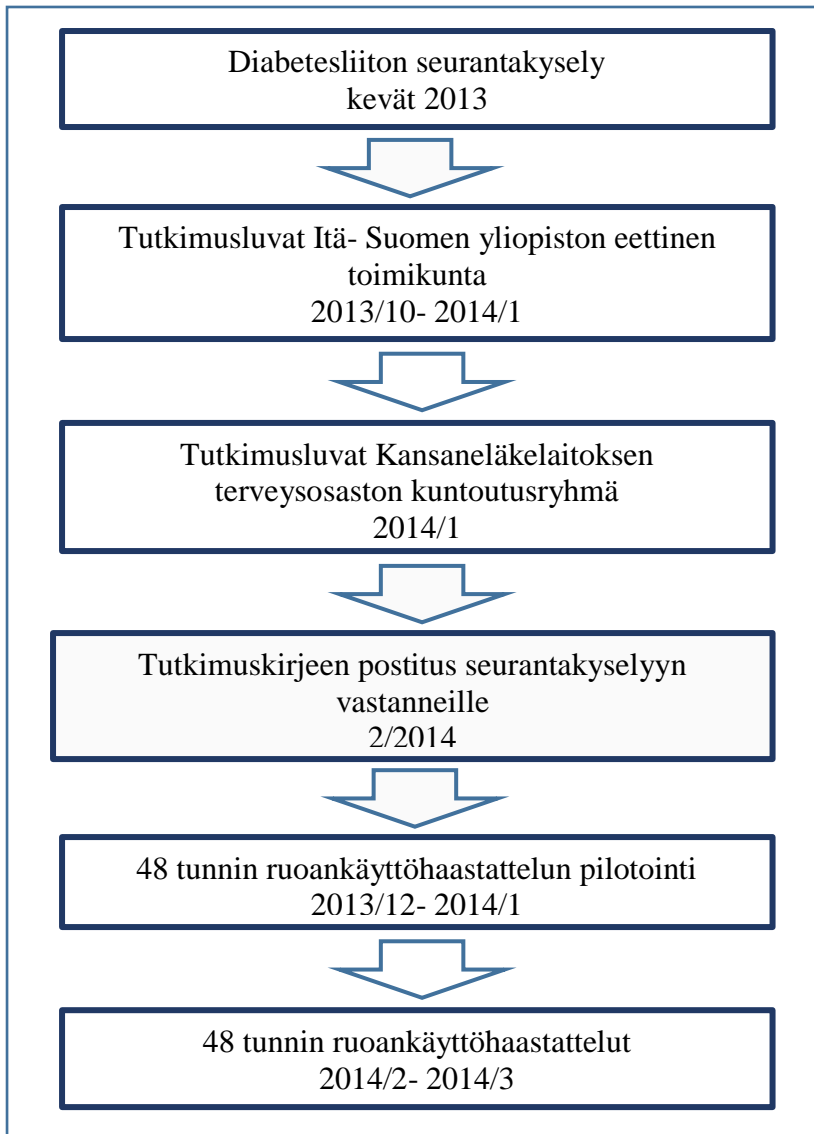 Diabetesliiton seurantakysely
kevät 2013
Tutkimusluvat Itä- Suomen yliopiston eettinen
toimikunta
2013/10- 2014/1
Tutkimusluvat Kansaneläkelaitoksen
terveysosaston kuntoutusryhmä
2014/1
Tutkimuskirjeen postitus seurantakyselyyn
vastanneille
2/2014
48 tunnin ruoankäyttöhaastattelun pilotointi
2013/12- 2014/1
48 tunnin ruoankäyttöhaastattelut
2014/2- 2014/3